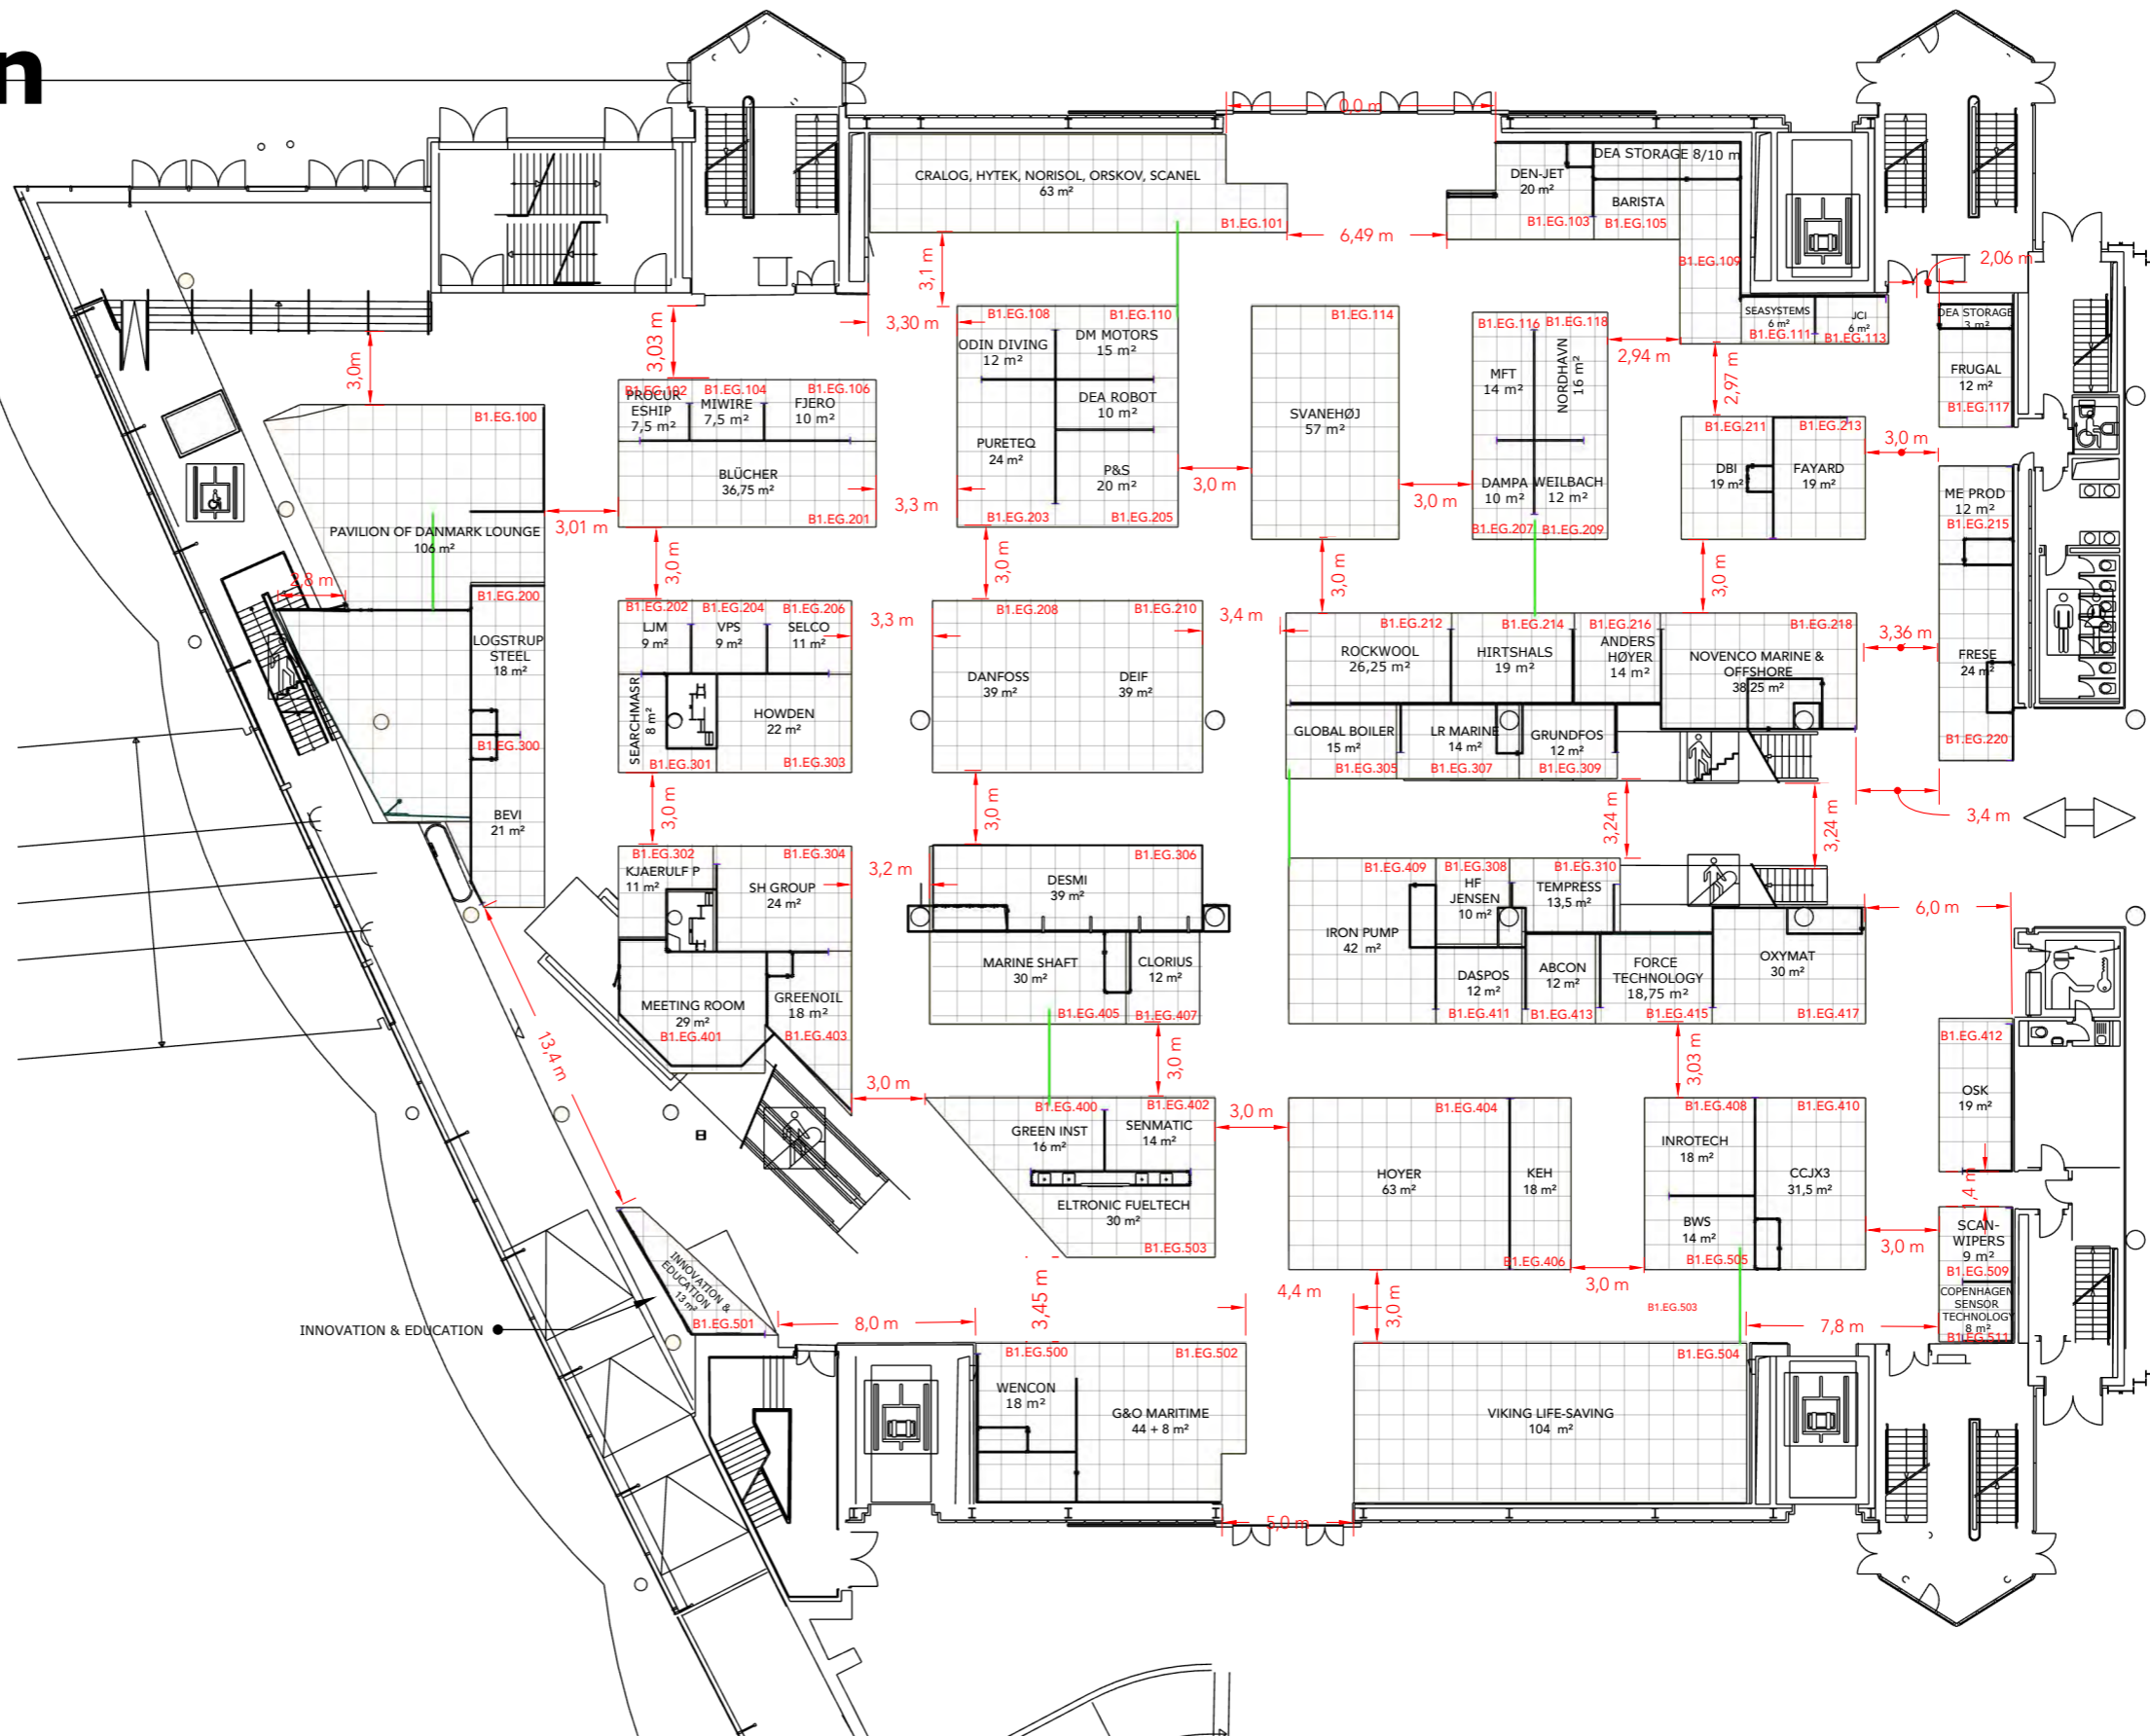 n
0,0 m
CRALOG, HYTEK, NORISOL, ORSKOV, SCANEL
63 m²
B1.EG.101
6,49 m
DEN-JET
20 m²
B1.EG.103
DEA STORAGE 8/10 m
BARISTA
B1.EG.105
B1.EG.109
2,06 m
3,1 m
3,03 m
3,30 m
3,0m
SEASYSTEMS
6 m²
B1.EG.111
JCI
6 m²
B1.EG.113
DEA STORAGE
3 m²
FRUGAL
12 m²
B1.EG.117
B1.EG.108
ODIN DIVING
12 m²
B1.EG.110
DM MOTORS
15 m²
DEA ROBOT
10 m²
PURETEQ
24 m²
P&S
20 m²
B1.EG.203
B1.EG.205
B1.EG.114
SVANEHØJ
57 m²
B1.EG.116
MFT
14 m²
B1.EG.118
NORDHAVN
16 m²
DAMPA
10 m²
WEILBACH
12 m²
B1.EG.207
B1.EG.209
2,94 m
2,97 m
B1.EG.102
PROCUR
ESHIP
7,5 m²
B1.EG.104
MIWIRE
7,5 m²
B1.EG.106
FJERO
10 m²
BLÜCHER
36,75 m²
B1.EG.201
B1.EG.100
PAVILION OF DANMARK LOUNGE
106 m²
3,01 m
3,3 m
3,0 m
3,0 m
B1.EG.211
DBI
19 m²
B1.EG.213
FAYARD
19 m²
3,0 m
ME PROD
12 m²
B1.EG.215
2,8 m
3,0 m
3,0 m
3,0 m
3,0 m
B1.EG.200
LOGSTRUP
STEEL
18 m²
B1.EG.300
BEVI
21 m²
B1.EG.202
LJM
9 m²
B1.EG.204
VPS
9 m²
B1.EG.206
SELCO
11 m²
SEARCHMASR
8 m²
B1.EG.301
HOWDEN
22 m²
B1.EG.303
3,3 m
B1.EG.208
DANFOSS
39 m²
B1.EG.210
DEIF
39 m²
3,4 m
B1.EG.212
ROCKWOOL
26,25 m²
B1.EG.214
HIRTSHALS
19 m²
B1.EG.216
ANDERS
HØYER
14 m²
B1.EG.218
NOVENCO MARINE &
OFFSHORE
38,25 m²
3,36 m
FRESE
24 m²
B1.EG.220
GLOBAL BOILER
15 m²
B1.EG.305
LR MARINE
14 m²
B1.EG.307
GRUNDFOS
12 m²
B1.EG.309
3,0 m
3,0 m
3,24 m
3,24 m
3,4 m
B1.EG.302
KJAERULF P
11 m²
B1.EG.304
SH GROUP
24 m²
3,2 m
B1.EG.306
DESMI
39 m²
B1.EG.409
IRON PUMP
42 m²
B1.EG.308
HF
JENSEN
10 m²
B1.EG.310
TEMPRESS
13,5 m²
6,0 m
MEETING ROOM
29 m²
B1.EG.401
GREENOIL
18 m²
B1.EG.403
MARINE SHAFT
30 m²
B1.EG.405
CLORIUS
12 m²
B1.EG.407
DASPOS
12 m²
B1.EG.411
ABCON
12 m²
B1.EG.413
FORCE
TECHNOLOGY
18,75 m²
B1.EG.415
OXYMAT
30 m²
B1.EG.417
13,4 m
3,0 m
3,0 m
3,03 m
B1.EG.412
OSK
19 m²
B1.EG.400
GREEN INST
16 m²
B1.EG.402
SENMATIC
14 m²
ELTRONIC FUELTECH
30 m²
B1.EG.503
3,0 m
B1.EG.404
HOYER
63 m²
KEH
18 m²
B1.EG.406
B1.EG.408
INROTECH
18 m²
B1.EG.410
CCJX3
31,5 m²
BWS
14 m²
B1.EG.505
3,0 m
SCAN-
WIPERS
9 m²
B1.EG.509
COPENHAGEN
SENSOR
TECHNOLOGY
8 m²
B1.EG.511
INNOVATION &
EDUCATION
13 m²
B1.EG.501
INNOVATION & EDUCATION
8,0 m
3,45 m
4,4 m
3,0 m
3,0 m
B1.EG.503
7,8 m
B1.EG.500
WENCON
18 m²
B1.EG.502
G&O MARITIME
44 + 8 m²
B1.EG.504
VIKING LIFE-SAVING
104 m²
5,0 m